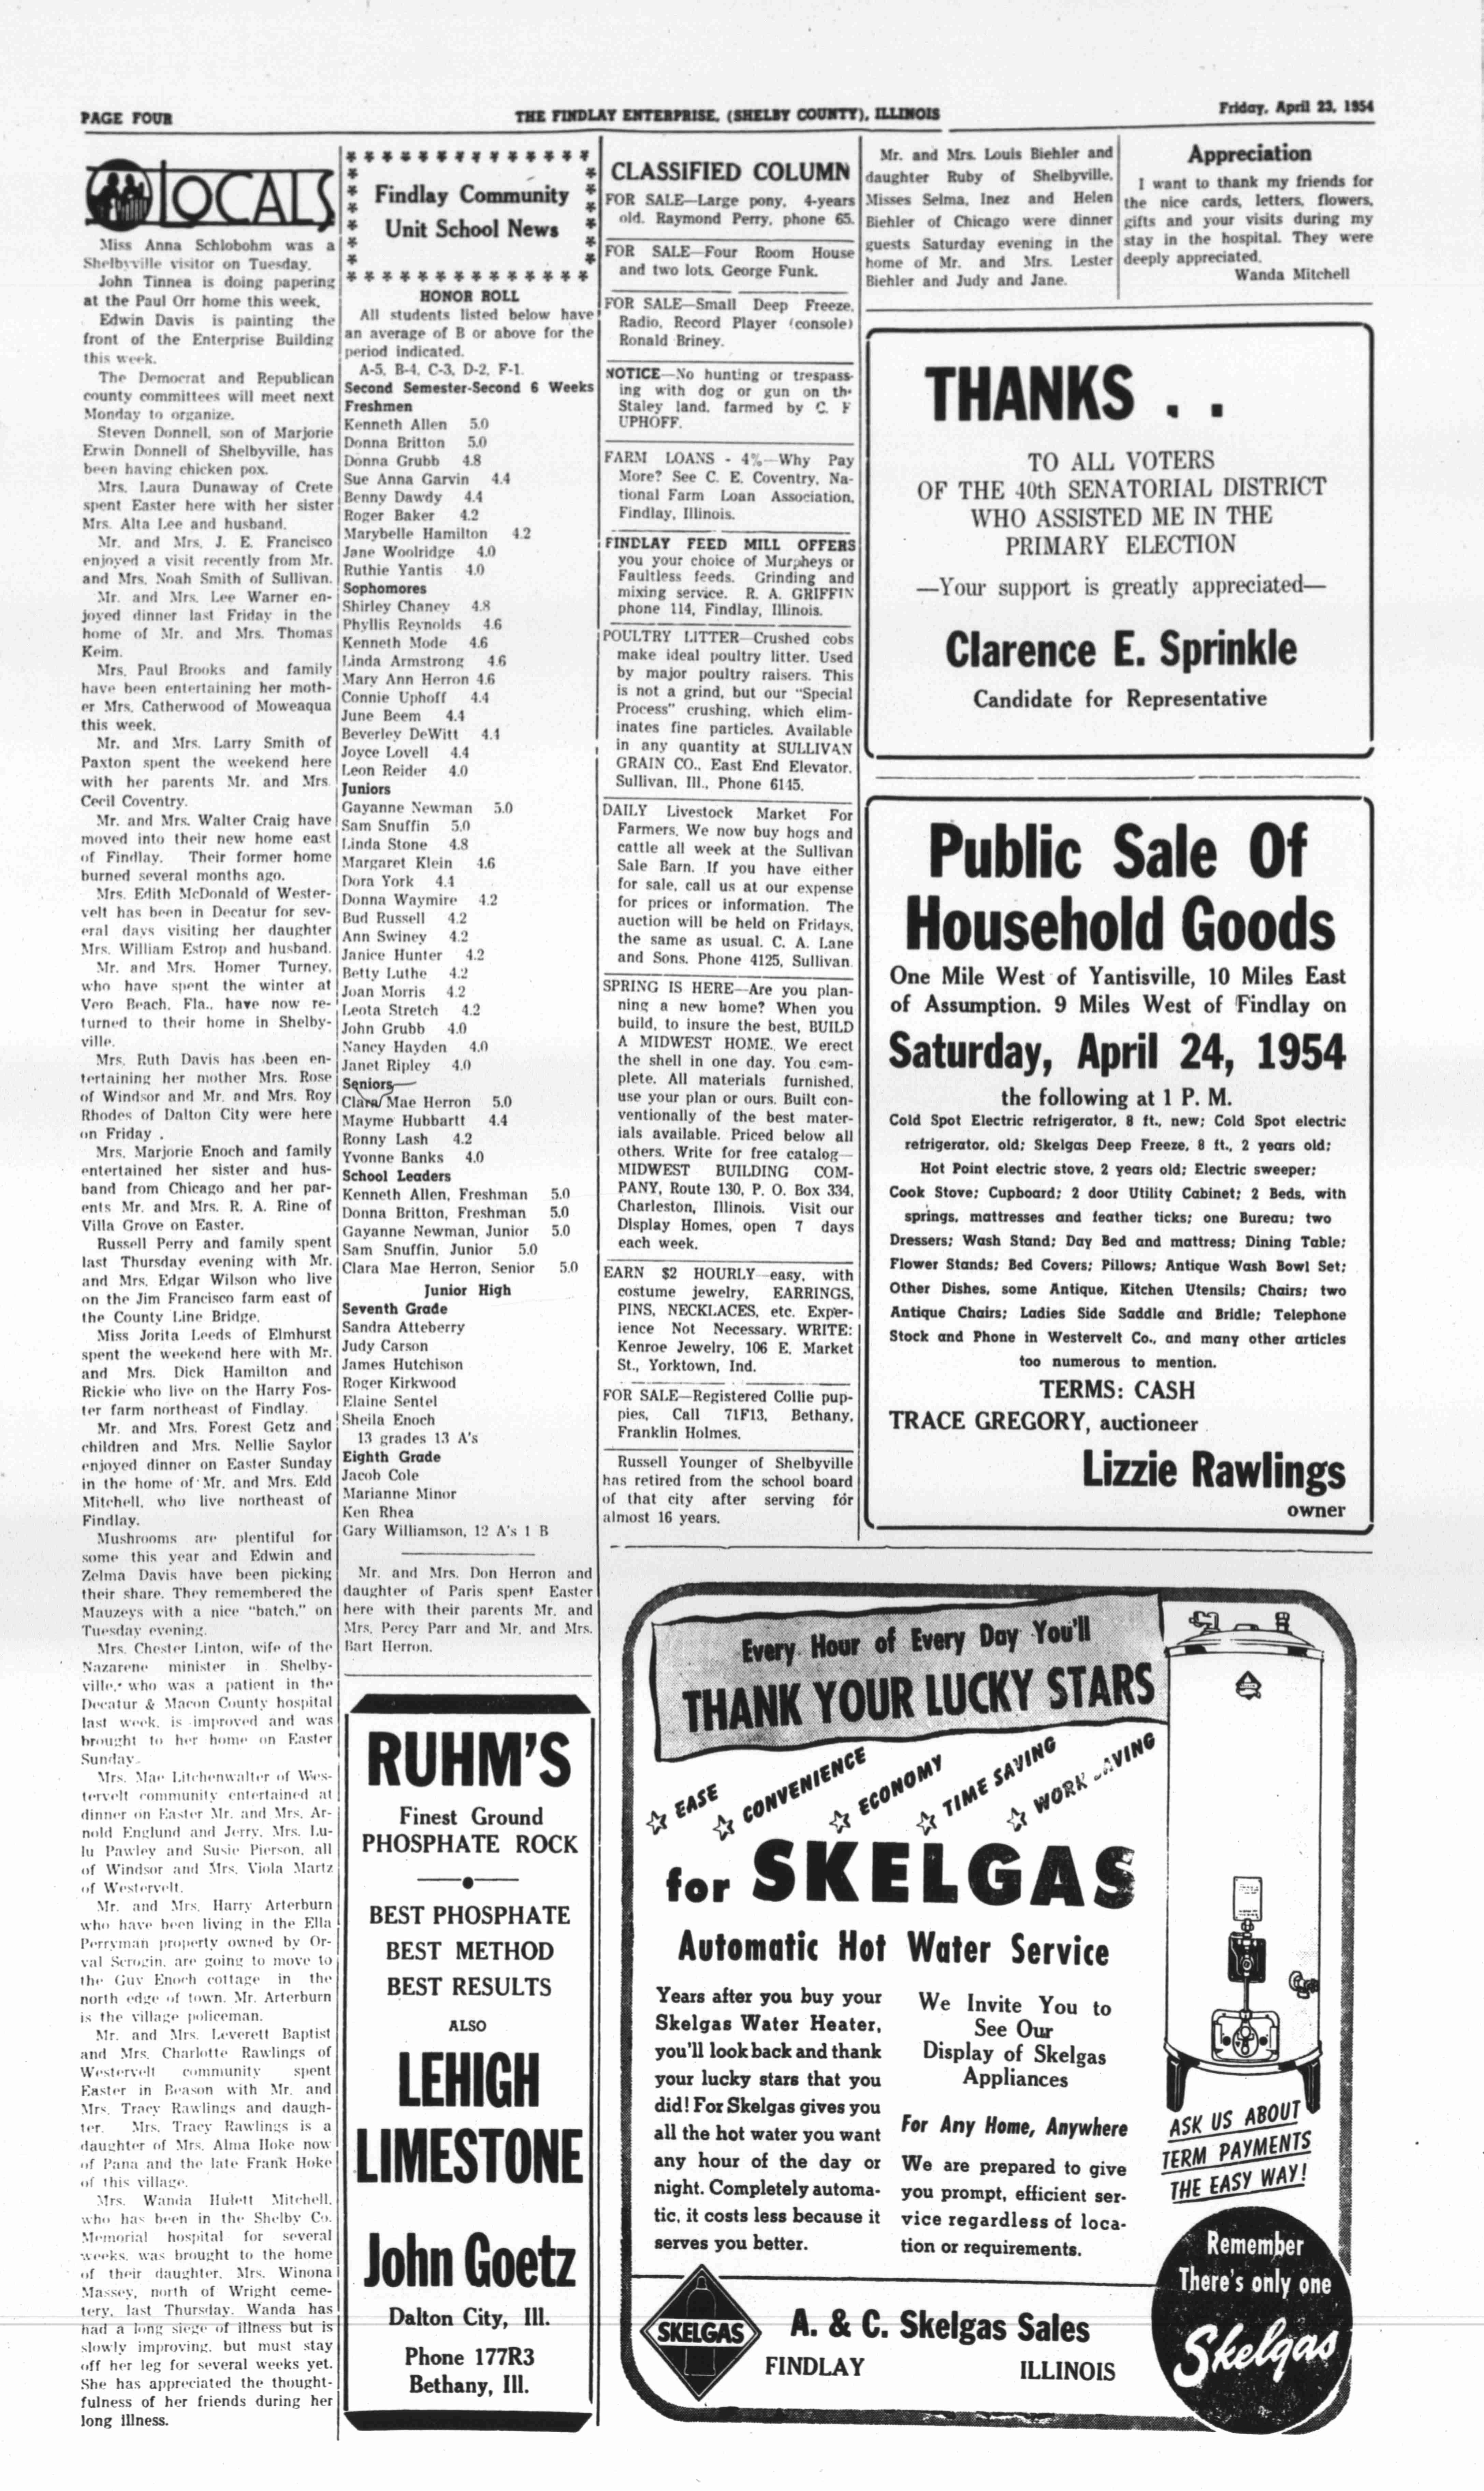 PAGE FOUR
THE FINDLAY ENTERPRISE, (SHELBY COUNTY), ILLINOIS
Friday, April 23, 1954
LOCALS
Miss Anna Schlobohm was a
Shelbyville visitor on Tuesday.
John Tinnea is doing papering
at the Paul Orr home this week.
Edwin Davis is painting the
front of the Enterprise Building
this week.
The Democrat and Republican
county committees will meet next
Monday to organize.
Steven Donnell, son of Marjorie
Erwin Donnell of Shelbyville, has
been having chicken pox.
Mrs. Laura Dunaway of Crete
spent Easter here with her sister
Mrs. Alta Lee and husband.
Mr. and Mrs. J. E. Francisco
enjoyed a visit recently from Mr.
and Mrs. Noah Smith of Sullivan.
Mr. and Mrs. Lee Warner en-
joyed dinner last Friday in the
home of Mr. and Mrs. Thomas
Keim.
Mrs. Paul Brooks and family
have been entertaining her moth-
er Mrs. Catherwood of Moweaqua
this week.
Mr. and Mrs. Larry Smith of
Paxton spent the weekend here
with her parents Mr. and Mrs.
Cecil Coventry.
Mr. and Mrs. Walter Craig have
moved into their new home east
of Findlay. Their former home
burned several months ago.
Mrs. Edith McDonald of Wester-
velt has been in Decatur for sev-
eral days visiting her daughter
Mrs. William Estrop and husband.
Mr. and Mrs. Homer Turney,
who have spent the winter at
Vero Beach, Fla., have now re-
turned to their home in Shelby-
ville.
Mrs. Ruth Davis has been en-
tertaining her mother Mrs. Rose
of Windsor and Mr. and Mrs. Roy
Rhodes of Dalton City were here
on Friday .
Mrs. Marjorie Enoch and family
entertained her sister and hus-
band from Chicago and her par-
ents Mr. and Mrs. R. A. Rine of
Villa Grove on Easter.
Russell Perry and family spent
last Thursday evening with Mr.
and Mrs. Edgar Wilson who live
on the Jim Francisco farm east of
the County Line Bridge.
Miss Jorita Leeds of Elmhurst
spent the weekend here with Mr.
and Mrs. Dick Hamilton and
Rickie who live on the Harry Fos-
ter farm northeast of Findlay.
Mr. and Mrs. Forest Getz and
children and Mrs. Nellie Saylor
enjoyed dinner on Easter Sunday
in the home of Mr. and Mrs. Edd
Mitchell, who live northeast of
Findlay.
Mushrooms are plentiful for
some this year and Edwin and
Zelma Davis have been picking
their share. They remembered the
Mauzeys with a nice "batch," on
Tuesday evening.
Mrs. Chester Linton, wife of the
Nazarene minister in Shelby-
ville, who was a patient in the
Decatur & Macon County hospital
last week, is improved and was
brought to her home on Easter
Sunday.
Mrs. Mae Litchenwalter of Wes-
tervelt community entertained at
dinner on Easter Mr. and Mrs. Ar-
nold Englund and Jerry, Mrs. Lu-
lu Pawley and Susie Pierson, all
of Windsor and Mrs. Viola Martz
of Westervelt.
Mr. and Mrs. Harry Arterburn
who have been living in the Ella
Perryman property owned by Or-
val Scrogin, are going to move to
the Guy Enoch cottage in the
north edge of town. Mr. Arterburn
is the village policeman.
Mr. and Mrs. Leverett Baptist
and Mrs. Charlotte Rawlings of
Westervelt community spent
Easter in Beason with Mr. and
Mrs. Tracy Rawlings and daugh-
ter. Mrs. Tracy Rawlings is a
daughter of Mrs. Alma Hoke now
of Pana and the late Frank Hoke
of this village.
Mrs. Wanda Hulett Mitchell,
who has been in the Shelby Co.
Memorial hospital for several
weeks, was brought to the home
of their daughter, Mrs. Winona
Massey, north of Wright ceme-
tery, last Thursday. Wanda has
had a long siege of illness but is
slowly improving, but must stay
off her leg for several weeks yet.
She has appreciated the thought-
fulness of her friends during her
long illness.
Findlay Community
Unit School News
HONOR ROLL
All students listed below have
an average of B or above for the
period indicated.
A-5, B-4, C-3, D-2, F-1.
Second Semester-Second 6 Weeks
Freshmen
Kenneth Allen 5.0
Donna Britton 5.0
Donna Grubb 4.8
Sue Anna Garvin 4.4
Benny Dawdy 4.4
Roger Baker 4.2
Marybelle Hamilton 4.2
Jane Woolridge 4.0
Ruthie Yantis 4.0
Sophomores
Shirley Chaney 4.8
Phyllis Reynolds 4.6
Kenneth Mode 4.6
Linda Armstrong 4.6
Mary Ann Herron 4.6
Connie Uphoff 4.4
June Beem 4.4
Beverley DeWitt 4.4
Joyce Lovell 4.4
Leon Reider 4.0
Juniors
Gayanne Newman 5.0
Sam Snuffin 5.0
Linda Stone 4.8
Margaret Klein 4.6
Dora York 4.4
Donna Waymire 4.2
Bud Russell 4.2
Ann Swiney 4.2
Janice Hunter 4.2
Betty Luthe 4.2
Joan Morris 4.2
Leota Stretch 4.2
John Grubb 4.0
Nancy Hayden 4.0
Janet Ripley 4.0
Seniors
Clara Mae Herron 5.0
Mayme Hubbartt 4.4
Ronny Lash 4.2
Yvonne Banks 4.0
School Leaders
Kenneth Allen, Freshman 5.0
Donna Britton, Freshman 5.0
Gayanne Newman, Junior 5.0
Sam Snuffin, Junior 5.0
Clara Mae Herron, Senior 5.0
Junior High
Seventh Grade
Sandra Atteberry
Judy Carson
James Hutchison
Roger Kirkwood
Elaine Sentel
Sheila Enoch
13 grades 13 A's
Eighth Grade
Jacob Cole
Marianne Minor
Ken Rhea
Gary Williamson, 12 A's 1 B
Mr. and Mrs. Don Herron and
daughter of Paris spent Easter
here with their parents Mr. and
Mrs. Percy Parr and Mr. and Mrs.
Bart Herron.
RUHM'S
Finest Ground
PHOSPHATE ROCK
BEST PHOSPHATE
BEST METHOD
BEST RESULTS
ALSO
LEHIGH
LIMESTONE
John Goetz
Dalton City, Ill.
Phone 177R3
Bethany, Ill.
CLASSIFIED COLUMN
FOR SALE—Large pony, 4-years
old. Raymond Perry, phone 65.
FOR SALE—Four Room House
and two lots. George Funk.
FOR SALE—Small Deep Freeze,
Radio, Record Player (console)
Ronald Briney.
NOTICE—No hunting or trespass-
ing with dog or gun on the
Staley land, farmed by C. F
UPHOFF.
FARM LOANS - 4%—Why Pay
More? See C. E. Coventry, Na-
tional Farm Loan Association,
Findlay, Illinois.
FINDLAY FEED MILL OFFERS
you your choice of Murpheys or
Faultless feeds. Grinding and
mixing service. R. A. GRIFFIN
phone 114, Findlay, Illinois.
POULTRY LITTER—Crushed cobs
make ideal poultry litter. Used
by major poultry raisers. This
is not a grind, but our "Special
Process" crushing, which elim-
inates fine particles. Available
in any quantity at SULLIVAN
GRAIN CO., East End Elevator.
Sullivan, Ill., Phone 6145.
DAILY Livestock Market For
Farmers. We now buy hogs and
cattle all week at the Sullivan
Sale Barn. If you have either
for sale, call us at our expense
for prices or information. The
auction will be held on Fridays,
the same as usual. C. A. Lane
and Sons. Phone 4125, Sullivan.
SPRING IS HERE—Are you plan-
ning a new home? When you
build, to insure the best, BUILD
A MIDWEST HOME. We erect
the shell in one day. You com-
plete. All materials furnished,
use your plan or ours. Built con-
ventionally of the best mater-
ials available. Priced below all
others. Write for free catalog—
MIDWEST BUILDING COM-
PANY, Route 130, P. O. Box 334,
Charleston, Illinois. Visit our
Display Homes, open 7 days
each week.
EARN $2 HOURLY—easy, with
costume jewelry, EARRINGS,
PINS, NECKLACES, etc. Exper-
ience Not Necessary. WRITE:
Kenroe Jewelry, 106 E. Market
St., Yorktown, Ind.
FOR SALE—Registered Collie pup-
pies, Call 71F13, Bethany,
Franklin Holmes.
Russell Younger of Shelbyville
has retired from the school board
of that city after serving for
almost 16 years.
Mr. and Mrs. Louis Biehler and
daughter Ruby of Shelbyville,
Misses Selma, Inez and Helen
Biehler of Chicago were dinner
guests Saturday evening in the
home of Mr. and Mrs. Lester
Biehler and Judy and Jane.
Appreciation
I want to thank my friends for
the nice cards, letters, flowers,
gifts and your visits during my
stay in the hospital. They were
deeply appreciated.
Wanda Mitchell
THANKS . .
TO ALL VOTERS
OF THE 40th SENATORIAL DISTRICT
WHO ASSISTED ME IN THE
PRIMARY ELECTION
—Your support is greatly appreciated—
Clarence E. Sprinkle
Candidate for Representative
Public Sale Of
Household Goods
One Mile West of Yantisville, 10 Miles East
of Assumption. 9 Miles West of Findlay on
Saturday, April 24, 1954
the following at 1 P. M.
Cold Spot Electric refrigerator, 8 ft., new; Cold Spot electric
refrigerator, old; Skelgas Deep Freeze, 8 ft., 2 years old;
Hot Point electric stove, 2 years old; Electric sweeper;
Cook Stove; Cupboard; 2 door Utility Cabinet; 2 Beds, with
springs, mattresses and feather ticks; one Bureau; two
Dressers; Wash Stand; Day Bed and mattress; Dining Table;
Flower Stands; Bed Covers; Pillows; Antique Wash Bowl Set;
Other Dishes, some Antique, Kitchen Utensils; Chairs; two
Antique Chairs; Ladies Side Saddle and Bridle; Telephone
Stock and Phone in Westervelt Co., and many other articles
too numerous to mention.
TERMS: CASH
TRACE GREGORY, auctioneer
Lizzie Rawlings
owner
Every Hour of Every Day You'll
THANK YOUR LUCKY STARS
EASE
CONVENIENCE
ECONOMY
TIME SAVING
WORK SAVING
for SKELGAS
Automatic Hot Water Service
Years after you buy your
Skelgas Water Heater,
you'll look back and thank
your lucky stars that you
did! For Skelgas gives you
all the hot water you want
any hour of the day or
night. Completely automa-
tic, it costs less because it
serves you better.
We Invite You to
See Our
Display of Skelgas
Appliances
For Any Home, Anywhere
We are prepared to give
you prompt, efficient ser-
vice regardless of loca-
tion or requirements.
ASK US ABOUT
TERM PAYMENTS
THE EASY WAY!
SKELGAS
A. & C. Skelgas Sales
FINDLAY ILLINOIS
Remember
There's only one
Skelgas